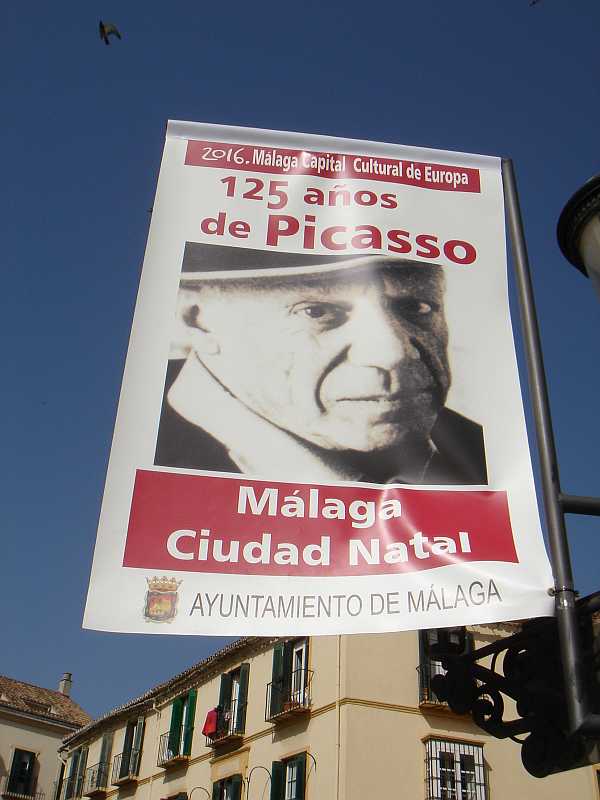 2016. Málaga Capital Cultural de Europa
125 años
de Picasso
Málaga
Ciudad Natal
AYUNTAMIENTO DE MÁLAGA